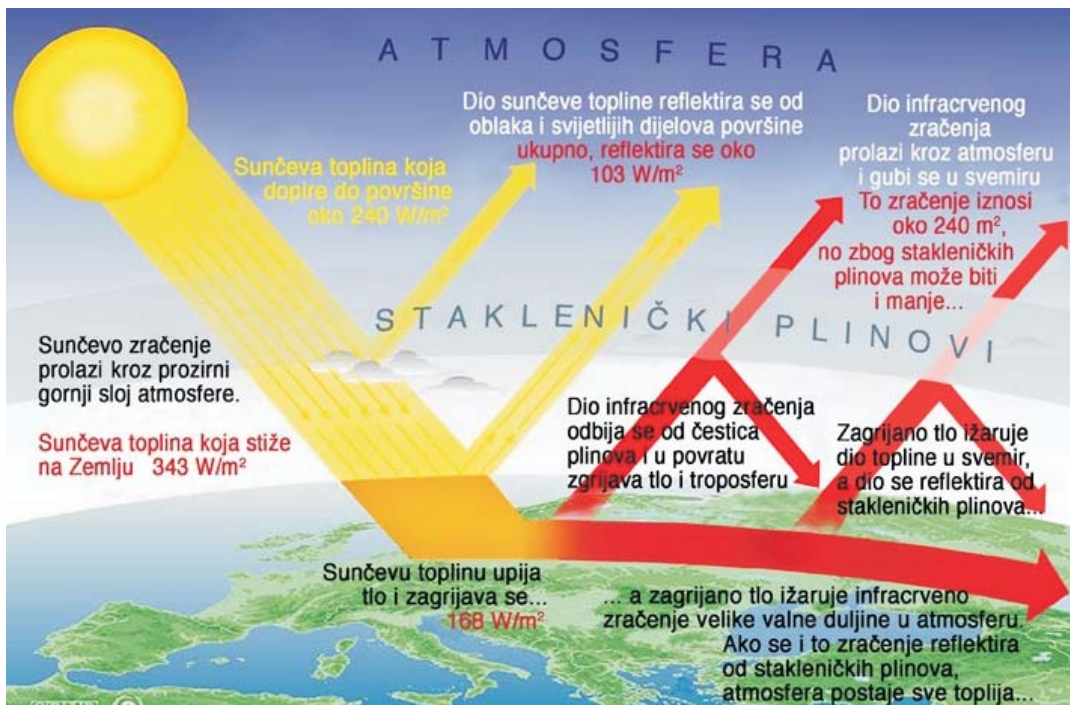 ATMOSFERA
Dio sunčeve topline reflektira se od
oblaka i svijetlijih dijelova površine
ukupno, reflektira se oko
103 W/m²
Dio infracrvenog
zračenja
prolazi kroz atmosferu
i gubi se u svemiru
To zračenje iznosi
oko 240 m²,
no zbog stakleničkih
plinova može biti
i manje...
Sunčeva toplina koja
dopire do površine
oko 240 W/m²
STAKLENIČKI PLINOVI
Sunčevo zračenje
prolazi kroz prozirni
gornji sloj atmosfere.
Sunčeva toplina koja stiže
na Zemlju 343 W/m²
Dio infracrvenog zračenja
odbija se od čestica
plinova i u povratu
zgrijava tlo i troposferu
Zagrijano tlo ižaruje
dio topline u svemir,
a dio se reflektira od
stakleničkih plinova...
Sunčevu toplinu upija
tlo i zagrijava se...
168 W/m²
... a zagrijano tlo ižaruje infracrveno
zračenje velike valne duljine u atmosferu.
Ako se i to zračenje reflektira
od stakleničkih plinova,
atmosfera postaje sve toplija...